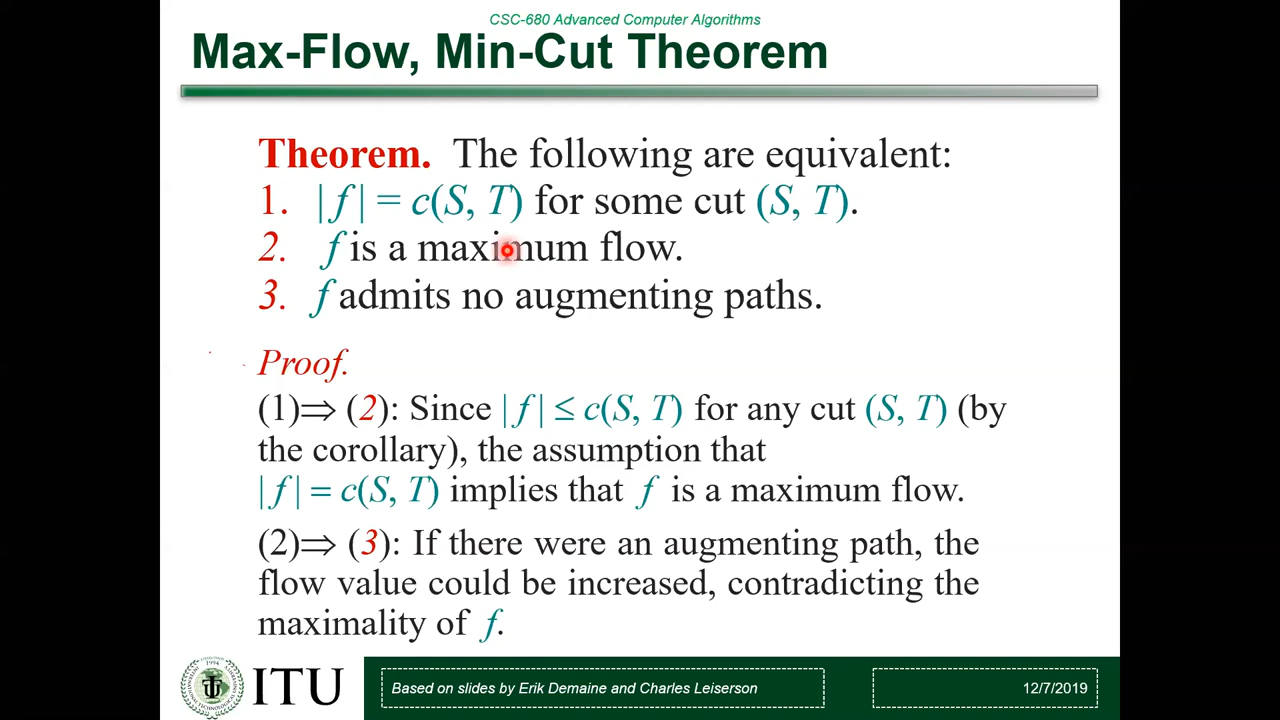 CSC-680 Advanced Computer Algorithms
Max-Flow, Min-Cut Theorem
Theorem. The following are equivalent:
1. | f | = c(S, T) for some cut (S, T).
2. f is a maximum flow.
3. f admits no augmenting paths.
Proof.
(1)⇒ (2): Since | f | ≤ c(S, T) for any cut (S, T) (by
the corollary), the assumption that
| f | = c(S, T) implies that f is a maximum flow.
(2)⇒ (3): If there were an augmenting path, the
flow value could be increased, contradicting the
maximality of f.
1994
ITU
Based on slides by Erik Demaine and Charles Leiserson
12/7/2019